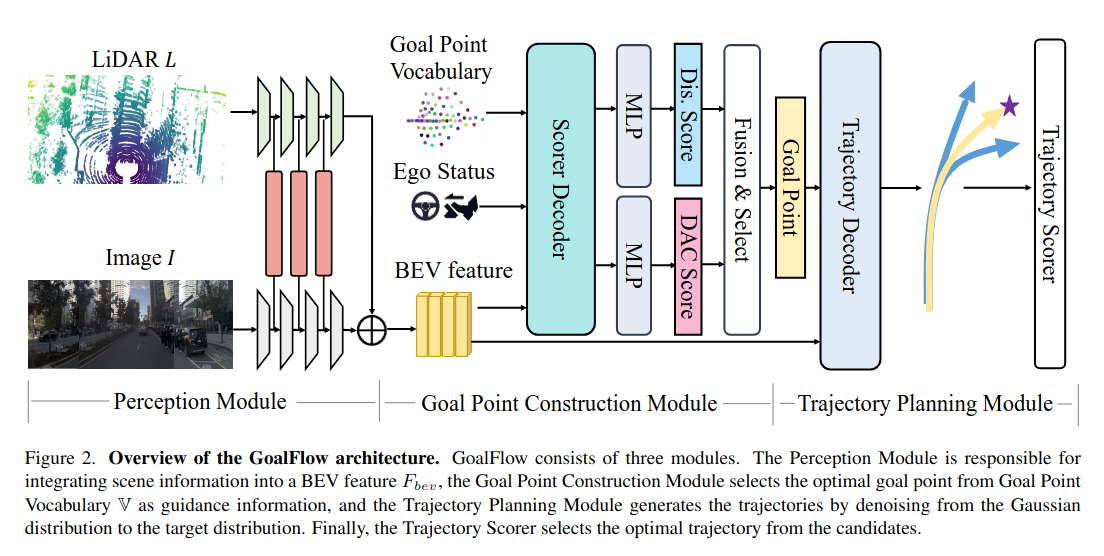 LiDAR L
Image I
Goal Point
Vocabulary
Ego Status
BEV feature
Scorer Decoder
MLP
MLP
Dis. Score
DAC Score
Fusion & Select
Goal Point
Trajectory Decoder
Trajectory Scorer
Perception Module
Goal Point Construction Module
Trajectory Planning Module
Figure 2. Overview of the GoalFlow architecture. GoalFlow consists of three modules. The Perception Module is responsible for
integrating scene information into a BEV feature F_bev, the Goal Point Construction Module selects the optimal goal point from Goal Point
Vocabulary 𝕍 as guidance information, and the Trajectory Planning Module generates the trajectories by denoising from the Gaussian
distribution to the target distribution. Finally, the Trajectory Scorer selects the optimal trajectory from the candidates.